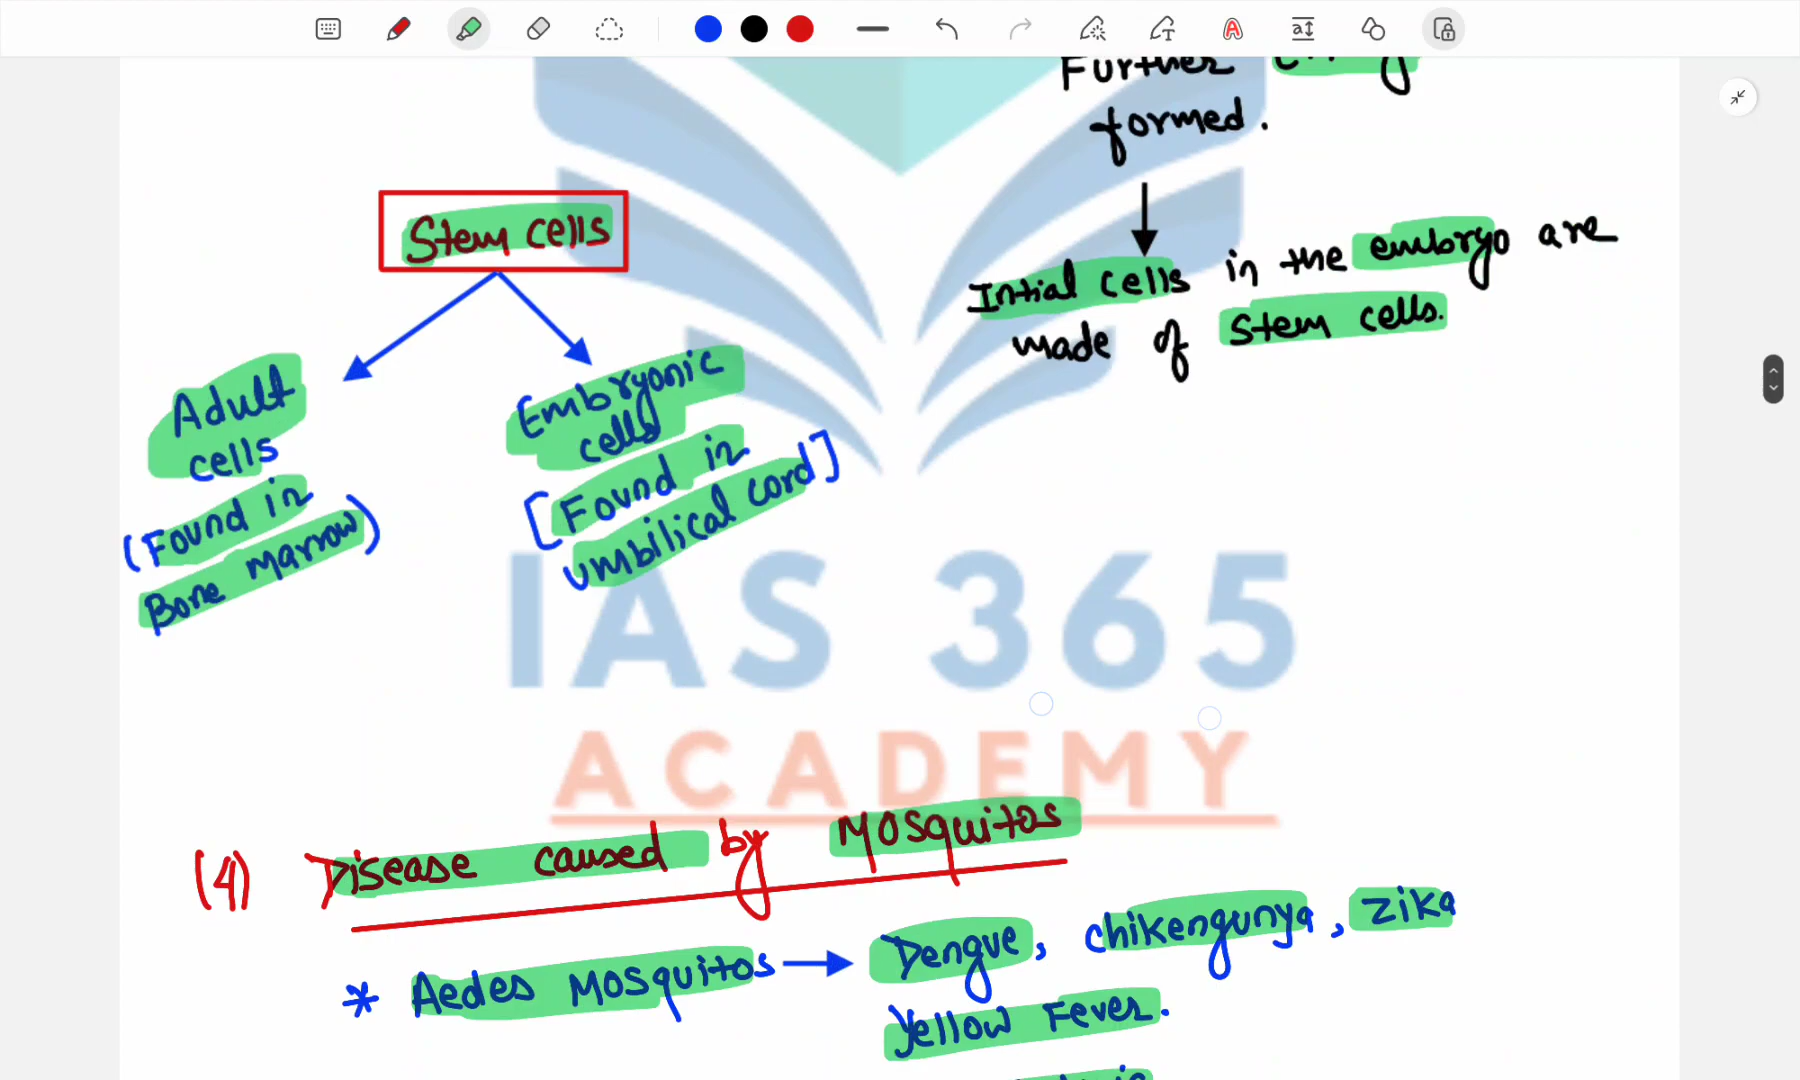 Further
formed.
Stem cells
Intial cells in the embryo are
made of stem cells.
Adult
cells
(Found in
Bone marrow)
Embryonic
cells
[Found in
umbilical cord]
IAS 365
ACADEMY
(4) Disease caused by Mosquitos
* Aedes Mosquitos → Dengue, chikengunya, zika
Yellow Fever.